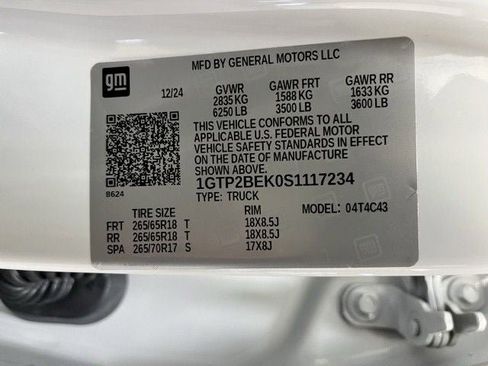 gm
MFD BY GENERAL MOTORS LLC
12/24 GVWR GAWR FRT GAWR RR
2835 KG 1588 KG 1633 KG
6250 LB 3500 LB 3600 LB
THIS VEHICLE CONFORMS TO ALL
APPLICABLE U.S. FEDERAL MOTOR
VEHICLE SAFETY STANDARDS IN EFFECT
ON THE DATE OF MANUFACTURE
SHOWN ABOVE.
1GTP2BEK0S1117234
8624 TYPE: TRUCK
TIRE SIZE RIM MODEL: 04T4C43
FRT 265/65R18 T 18X8.5J
RR 265/65R18 T 18X8.5J
SPA 265/70R17 S 17X8J